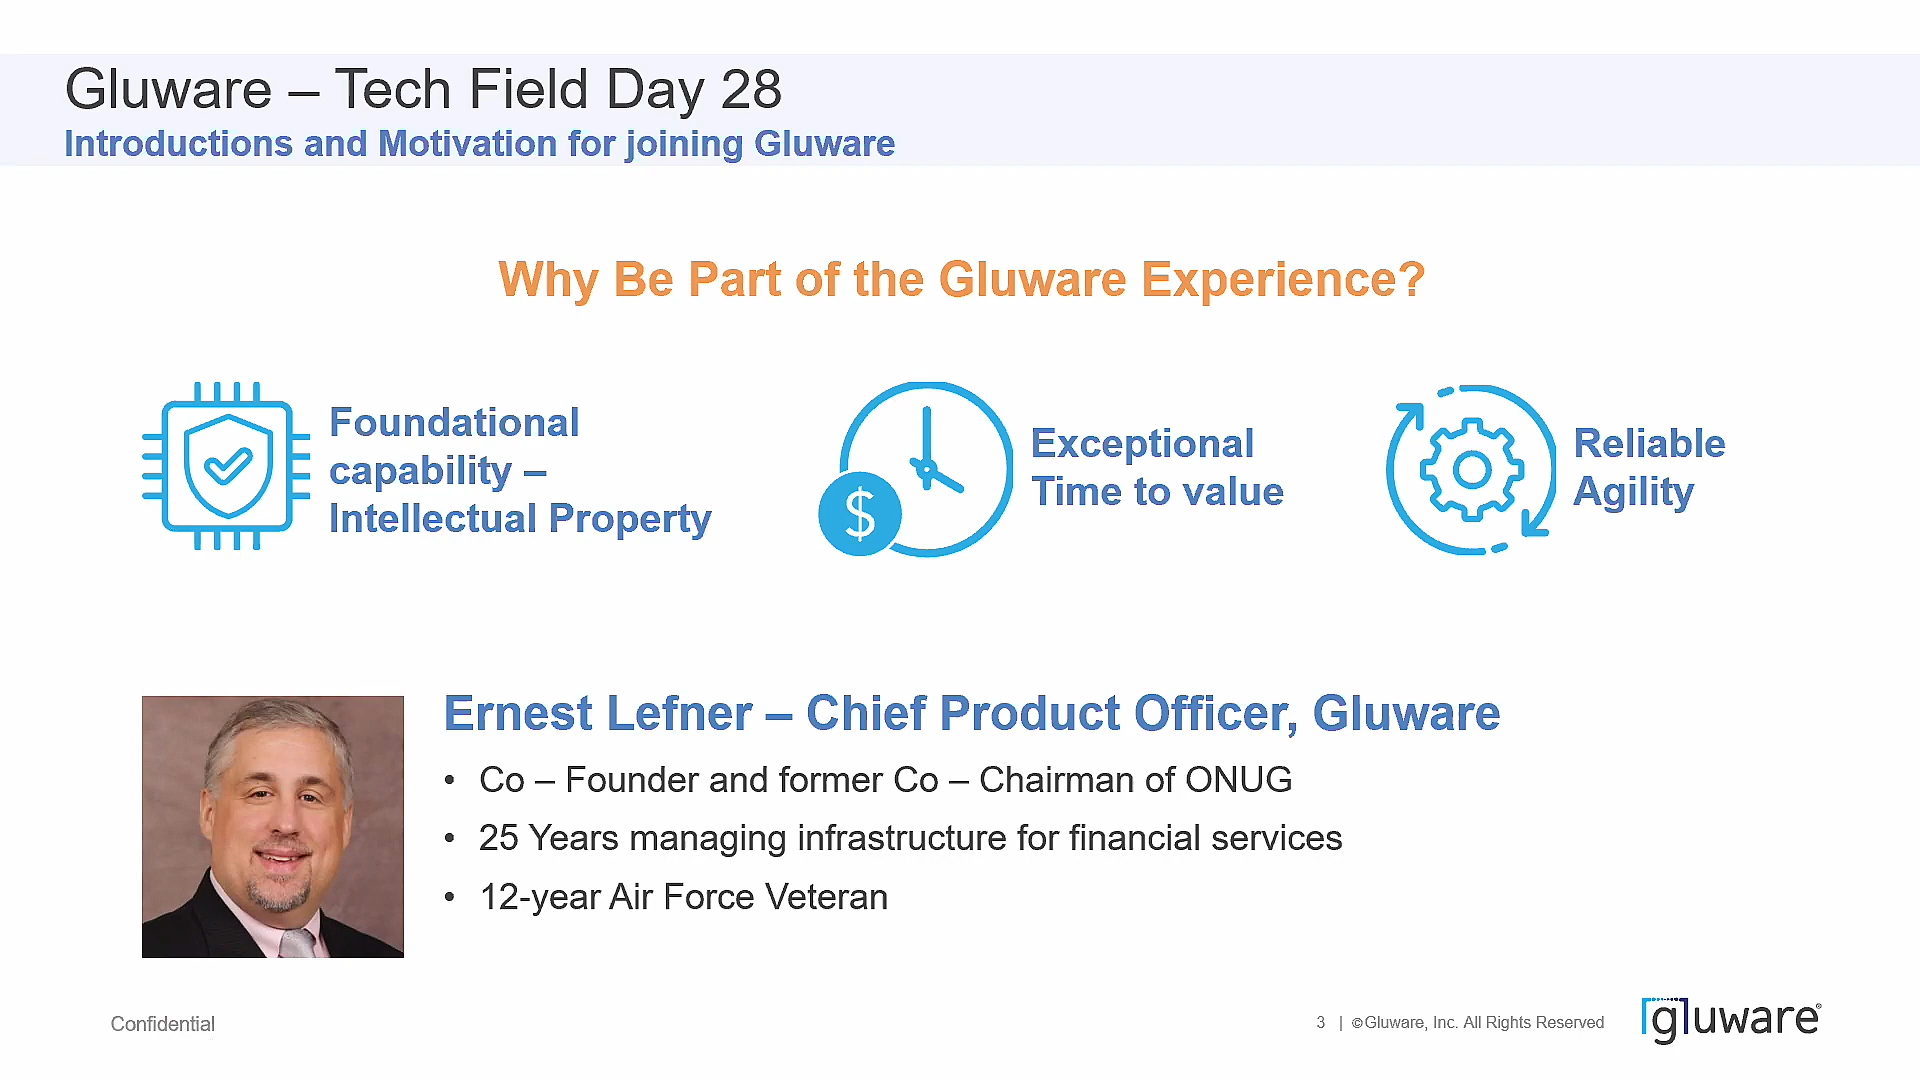 Gluware – Tech Field Day 28
Introductions and Motivation for joining Gluware
Why Be Part of the Gluware Experience?
Foundational
capability –
Intellectual Property
$
Exceptional
Time to value
Reliable
Agility
Ernest Lefner – Chief Product Officer, Gluware
• Co – Founder and former Co – Chairman of ONUG
• 25 Years managing infrastructure for financial services
• 12-year Air Force Veteran
Confidential
3 | ©Gluware, Inc. All Rights Reserved
gluware®